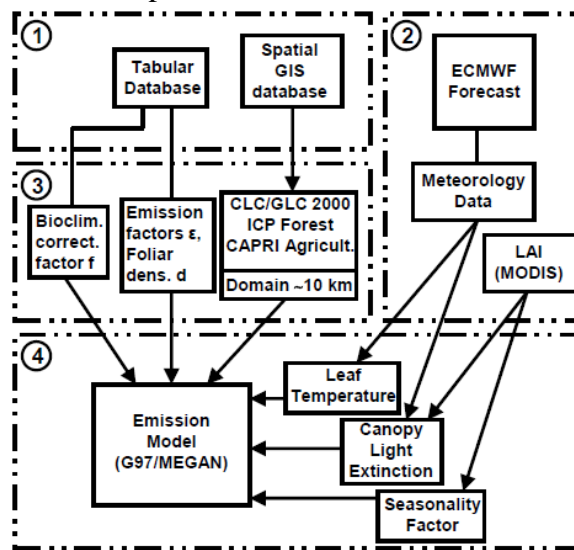 1
Tabular
Database
Spatial
GIS
database
2
ECMWF
Forecast
Meteorology
Data
LAI
(MODIS)
3
Bioclim.
correct.
factor f
Emission
factors ε,
Foliar
dens. d
CLC/GLC 2000
ICP Forest
CAPRI Agricult.
Domain ~10 km
4
Emission
Model
(G97/MEGAN)
Leaf
Temperature
Canopy
Light
Extinction
Seasonality
Factor